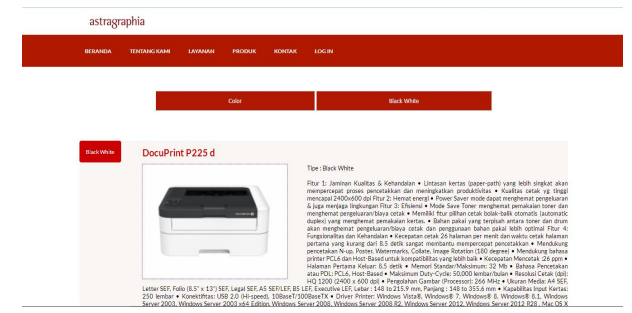 astragraphia
BERANDA TENTANG KAMI LAYANAN PRODUK KONTAK LOG IN
Color Black White
Black White
DocuPrint P225 d
Tipe : Black White
Fitur 1: Jaminan Kualitas & Kehandalan • Lintasan kertas (paper-path) yang lebih singkat akan
mempercepat proses pencetakkan dan meningkatkan produktivitas • Kualitas cetak yg tinggi
mencapai 2400x600 dpi Fitur 2: Hemat energi • Power Saver mode dapat menghemat pengeluaran
& juga menjaga lingkungan Fitur 3: Efisiensi • Mode Save Toner menghemat pemakaian toner dan
menghemat pengeluaran/biaya cetak • Memiliki fitur pilihan cetak bolak-balik otomatis (automatic
duplex) yang menghemat pemakaian kertas. • Bahan pakai yang terpisah antara toner dan drum
akan menghemat pengeluaran/biaya cetak dan penggunaan bahan pakai lebih optimal Fitur 4:
Fungsionalitas dan Kehandalan • Kecepatan cetak 26 halaman per menit dan waktu cetak halaman
pertama yang kurang dari 8.5 detik sangat membantu mempercepat pencetakkan • Mendukung
pencetakan N-up, Poster, Watermarks, Collate, Image Rotation (180 degree) • Mendukung bahasa
printer PCL6 dan Host-Based untuk kompatibilitas yang lebih baik • Kecepatan Mencetak :26 ppm •
Halaman Pertama Keluar: 8.5 detik • Memori Standar/Maksimum: 32 Mb • Bahasa Pencetakan
atau PDL: PCL6, Host-Based • Maksimum Duty-Cycle: 50,000 lembar/bulan • Resolusi Cetak (dpi):
HQ 1200 (2400 x 600 dpi) • Pengolahan Gambar (Processor): 266 MHz • Ukuran Media: A4 SEF,
Letter SEF, Folio (8.5" x 13") SEF, Legal SEF, A5 SEF/LEF, B5 LEF, Executive LEF, Lebar : 148 to 215.9 mm, Panjang : 148 to 355.6 mm • Kapabilitas Input Kertas:
250 lembar • Konektifitas: USB 2.0 (Hi-speed), 10BaseT/100BaseTX • Driver Printer: Windows Vista®, Windows® 7, Windows® 8, Windows® 8.1, Windows
Server 2003, Windows Server 2003 x64 Edition, Windows Server 2008, Windows Server 2008 R2, Windows Server 2012, Windows Server 2012 R28 , Mac OS X